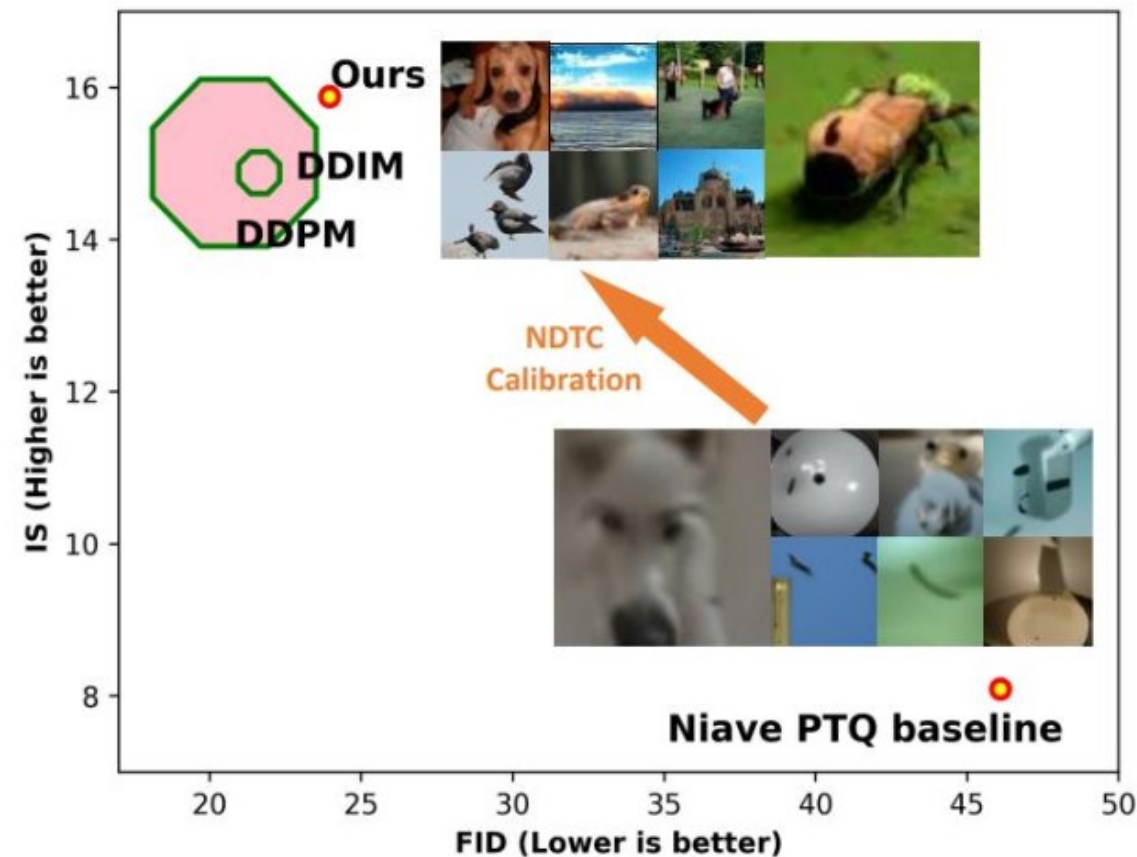 16
14
12
10
8
IS (Higher is better)
Ours
DDIM
DDPM
NDTC
Calibration
Niave PTQ baseline
20 25 30 35 40 45 50
FID (Lower is better)